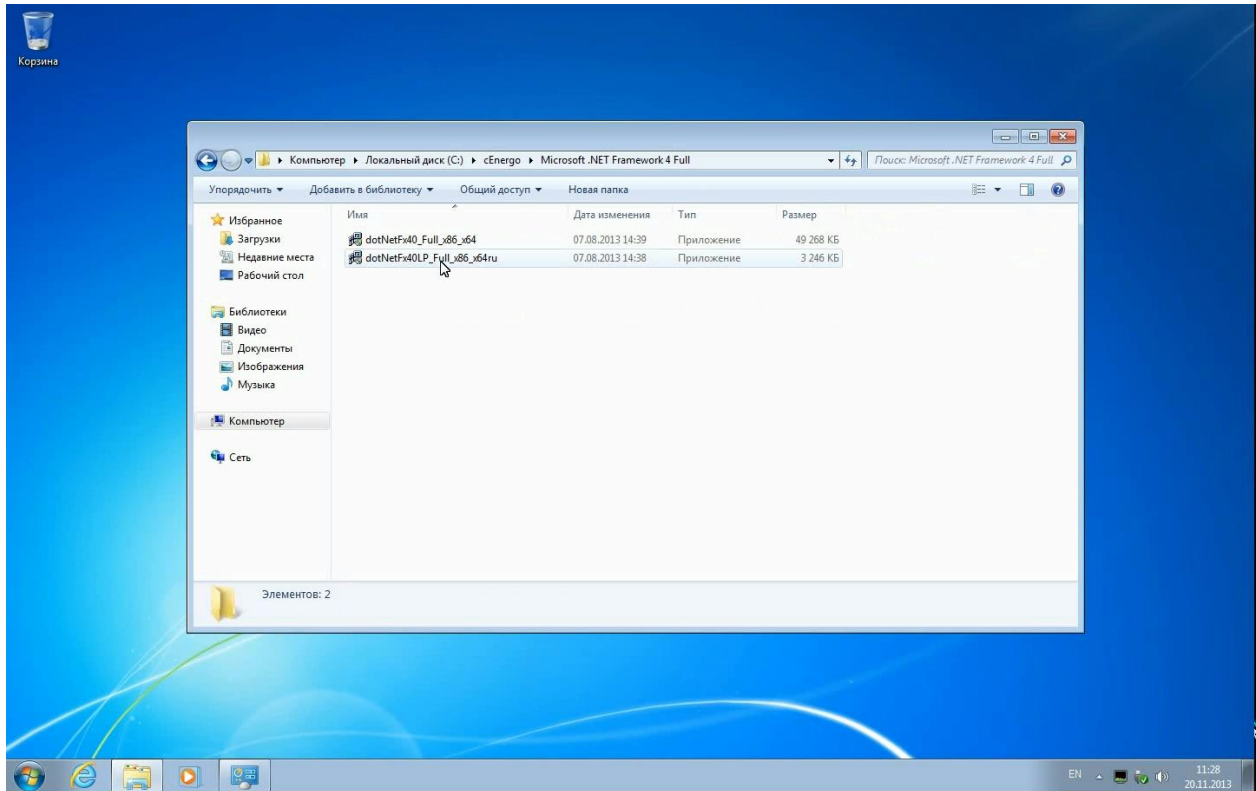 Корзина
Компьютер ▸ Локальный диск (C:) ▸ cEnergo ▸ Microsoft .NET Framework 4 Full
Поиск: Microsoft .NET Framework 4 Full
Упорядочить Добавить в библиотеку Общий доступ Новая папка
Имя Дата изменения Тип Размер
dotNetFx40_Full_x86_x64 07.08.2013 14:39 Приложение 49 268 КБ
dotNetFx40LP_Full_x86_x64ru 07.08.2013 14:38 Приложение 3 246 КБ
Избранное
Загрузки
Недавние места
Рабочий стол
Библиотеки
Видео
Документы
Изображения
Музыка
Компьютер
Сеть
Элементов: 2
EN
11:28
20.11.2013